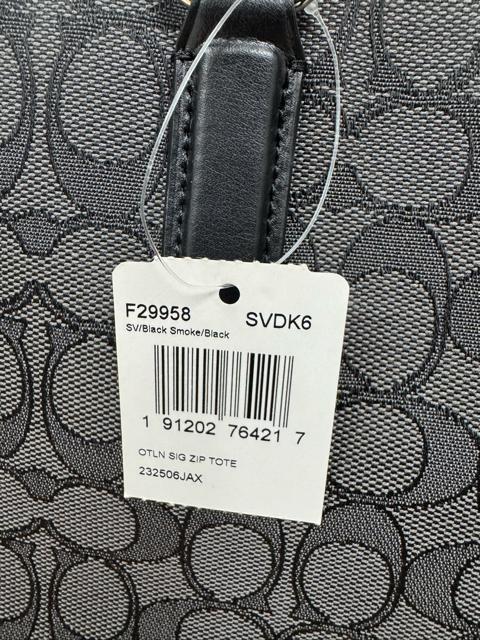 F29958 SVDK6
SV/Black Smoke/Black
1 91202 76421 7
OTLN SIG ZIP TOTE
232506JAX